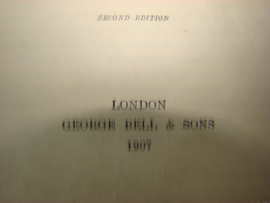 SECOND EDITION
LONDON
GEORGE BELL & SONS
1907